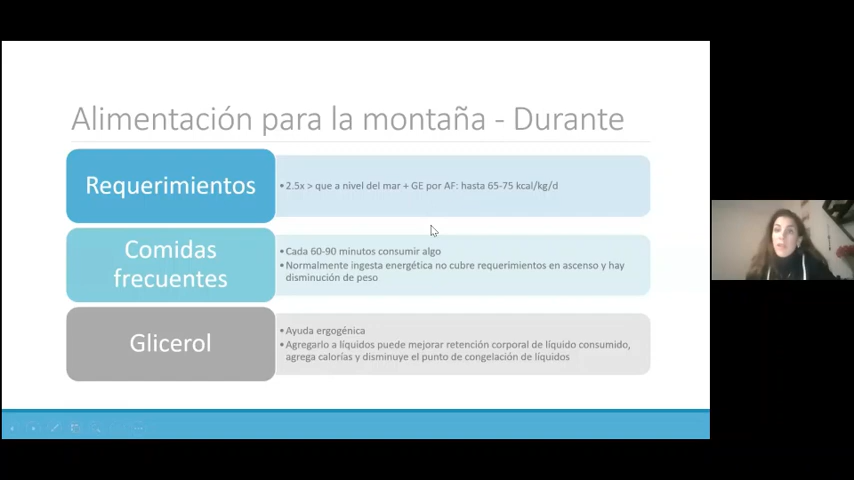 Alimentación para la montaña - Durante
Requerimientos
• 2.5x > que a nivel del mar + GE por AF: hasta 65-75 kcal/kg/d
Comidas
frecuentes
• Cada 60-90 minutos consumir algo
• Normalmente ingesta energética no cubre requerimientos en ascenso y hay
disminución de peso
Glicerol
• Ayuda ergogénica
• Agregarlo a líquidos puede mejorar retención corporal de líquido consumido,
agrega calorías y disminuye el punto de congelación de líquidos